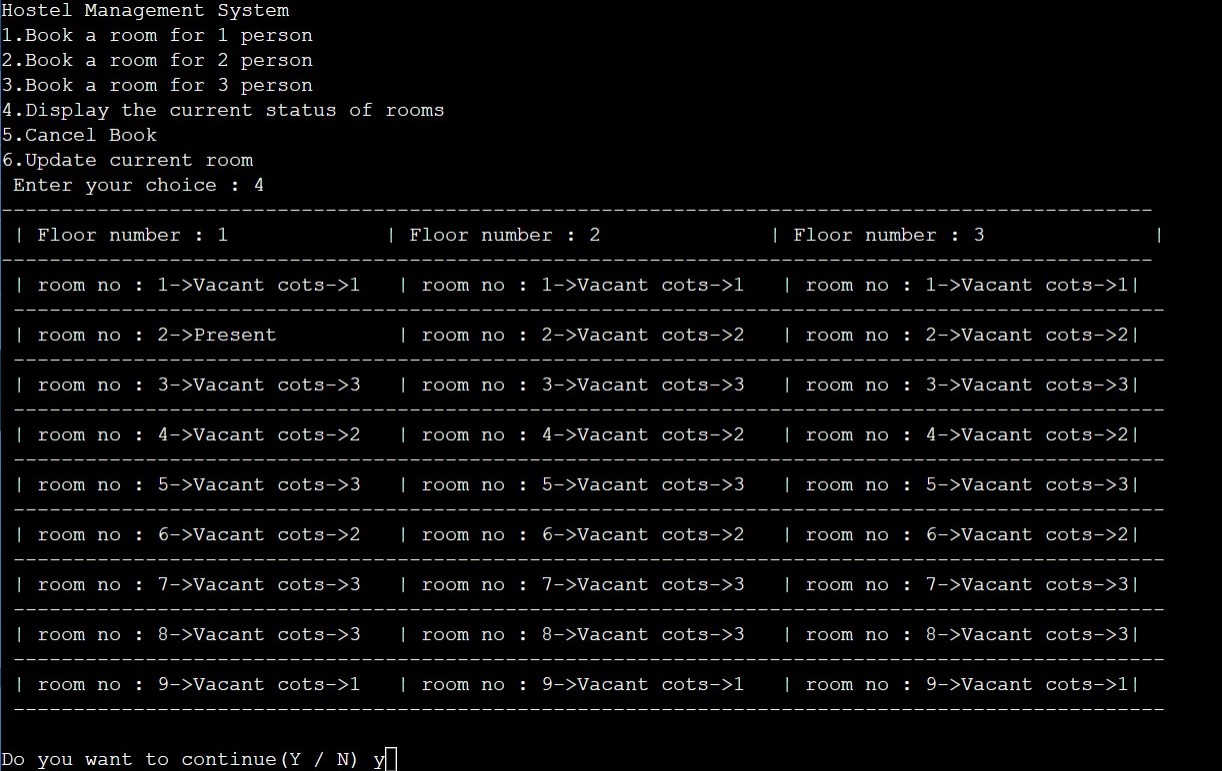 Hostel Management System
1.Book a room for 1 person
2.Book a room for 2 person
3.Book a room for 3 person
4.Display the current status of rooms
5.Cancel Book
6.Update current room
Enter your choice : 4
| Floor number : 1 | Floor number : 2 | Floor number : 3 |
| room no : 1->Vacant cots->1 | room no : 1->Vacant cots->1 | room no : 1->Vacant cots->1|
| room no : 2->Present | room no : 2->Vacant cots->2 | room no : 2->Vacant cots->2|
| room no : 3->Vacant cots->3 | room no : 3->Vacant cots->3 | room no : 3->Vacant cots->3|
| room no : 4->Vacant cots->2 | room no : 4->Vacant cots->2 | room no : 4->Vacant cots->2|
| room no : 5->Vacant cots->3 | room no : 5->Vacant cots->3 | room no : 5->Vacant cots->3|
| room no : 6->Vacant cots->2 | room no : 6->Vacant cots->2 | room no : 6->Vacant cots->2|
| room no : 7->Vacant cots->3 | room no : 7->Vacant cots->3 | room no : 7->Vacant cots->3|
| room no : 8->Vacant cots->3 | room no : 8->Vacant cots->3 | room no : 8->Vacant cots->3|
| room no : 9->Vacant cots->1 | room no : 9->Vacant cots->1 | room no : 9->Vacant cots->1|
Do you want to continue(Y / N) y